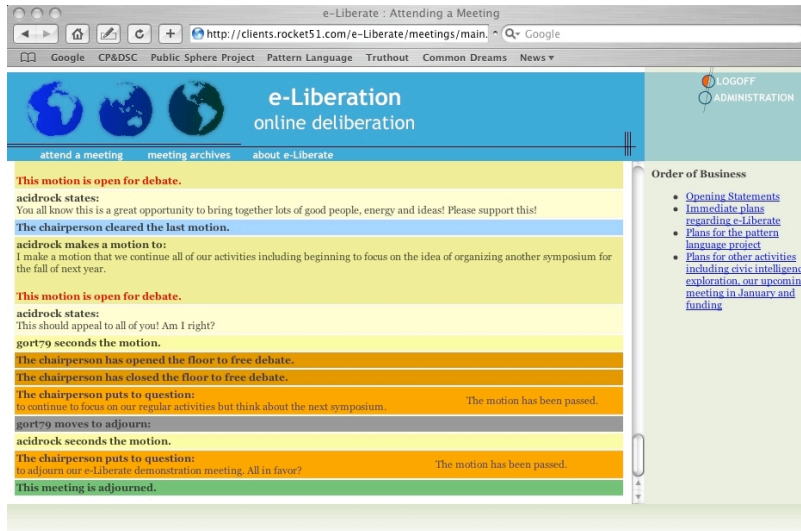 e-Liberate : Attending a Meeting
http://clients.rocket51.com/e-Liberate/meetings/main.
Google
Google CP&DSC Public Sphere Project Pattern Language Truthout Common Dreams News
e-Liberation
online deliberation
LOGOFF
ADMINISTRATION
attend a meeting meeting archives about e-Liberate
This motion is open for debate.
acidrock states:
You all know this is a great opportunity to bring together lots of good people, energy and ideas! Please support this!
The chairperson cleared the last motion.
acidrock makes a motion to:
I make a motion that we continue all of our activities including beginning to focus on the idea of organizing another symposium for
the fall of next year.
This motion is open for debate.
acidrock states:
This should appeal to all of you! Am I right?
gort79 seconds the motion.
The chairperson has opened the floor to free debate.
The chairperson has closed the floor to free debate.
The chairperson puts to question:
to continue to focus on our regular activities but think about the next symposium.
The motion has been passed.
gort79 moves to adjourn:
acidrock seconds the motion.
The chairperson puts to question:
to adjourn our e-Liberate demonstration meeting. All in favor?
The motion has been passed.
This meeting is adjourned.
Order of Business
Opening Statements
Immediate plans
regarding e-Liberate
Plans for the pattern
language project
Plans for other activities
including civic intelligenc
exploration, our upcomin
meeting in January and
funding